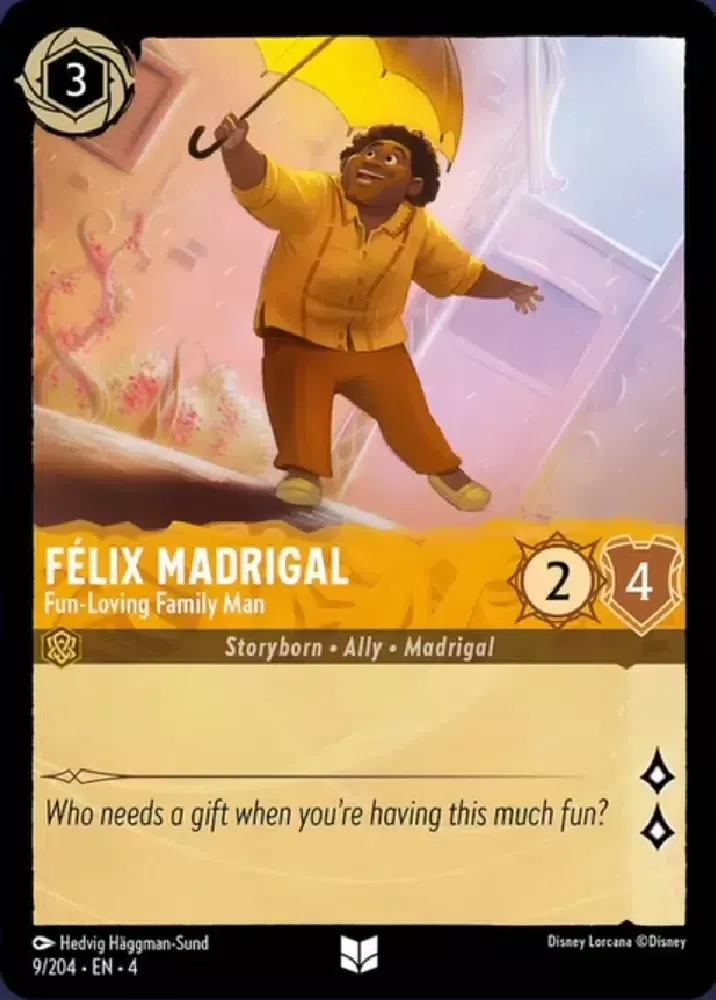 3
FÉLIX MADRIGAL
Fun-Loving Family Man
2
4
Storyborn • Ally • Madrigal
Who needs a gift when you're having this much fun?
Hedvig Häggman-Sund
Disney Lorcana ©Disney
9/204 • EN • 4